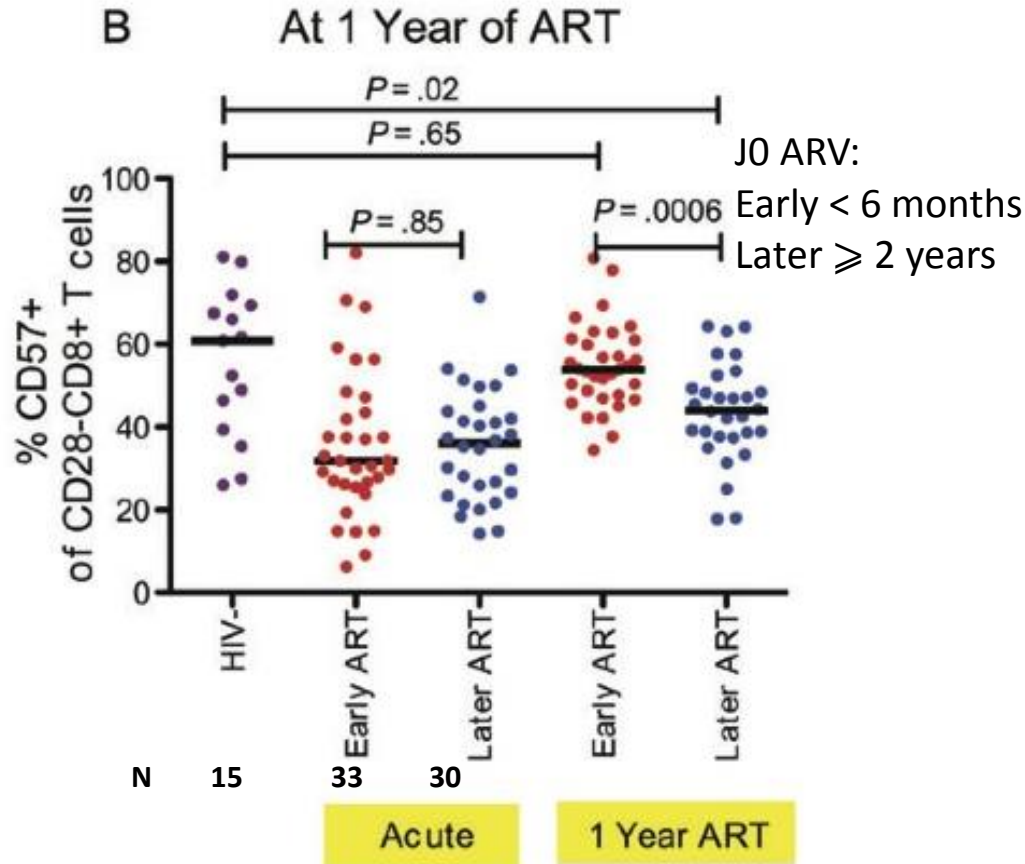 B At 1 Year of ART
P = .02
P = .65
J0 ARV:
Early < 6 months
Later ⩾ 2 years
P = .85
P = .0006
% CD57+
of CD28-CD8+ T cells
100
80
60
40
20
0
HIV-
Early ART
Later ART
Early ART
Later ART
N 15 33 30
Acute
1 Year ART